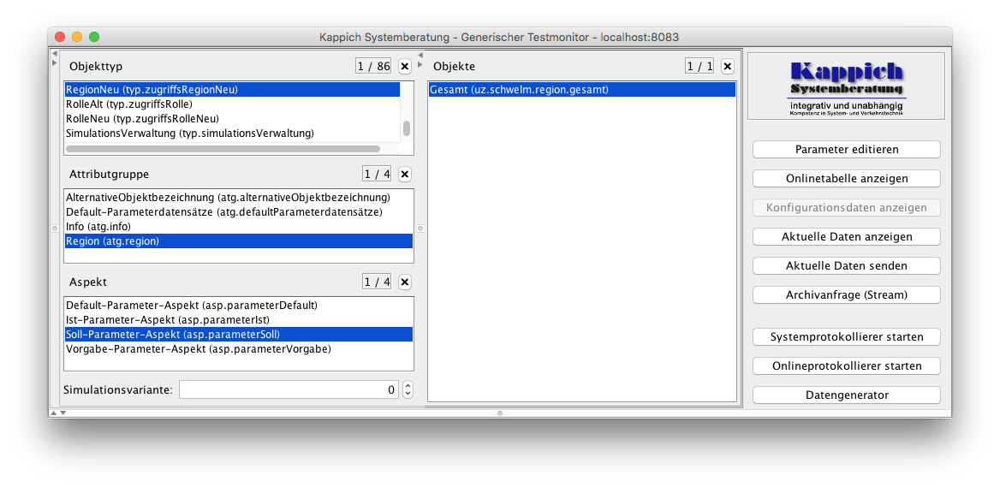 Kappich Systemberatung - Generischer Testmonitor - localhost:8083
Objekttyp
1 / 86
RegionNeu (typ.zugriffsRegionNeu)
RolleAlt (typ.zugriffsRolle)
RolleNeu (typ.zugriffsRolleNeu)
SimulationsVerwaltung (typ.simulationsVerwaltung)
Attributgruppe
1 / 4
AlternativeObjektbezeichnung (atg.alternativeObjektbezeichnung)
Default-Parameterdatensätze (atg.defaultParameterdatensätze)
Info (atg.info)
Region (atg.region)
Aspekt
1 / 4
Default-Parameter-Aspekt (asp.parameterDefault)
Ist-Parameter-Aspekt (asp.parameterIst)
Soll-Parameter-Aspekt (asp.parameterSoll)
Vorgabe-Parameter-Aspekt (asp.parameterVorgabe)
Simulationsvariante: 0
Objekte
1 / 1
Gesamt (uz.schwelm.region.gesamt)
Kappich
Systemberatung
integrativ und unabhängig
Kompetenz in System- und Verkehrstechnik
Parameter editieren
Onlinetabelle anzeigen
Konfigurationsdaten anzeigen
Aktuelle Daten anzeigen
Aktuelle Daten senden
Archivanfrage (Stream)
Systemprotokollierer starten
Onlineprotokollierer starten
Datengenerator